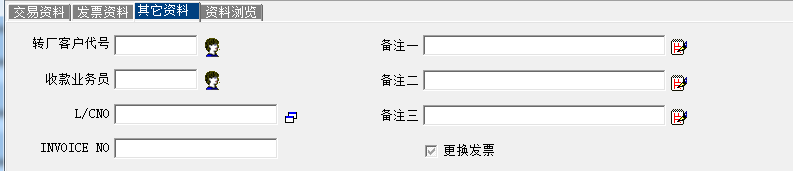 交易资料 发票资料 其它资料 资料浏览
转厂客户代号 备注一
收款业务员 备注二
L/CNO 备注三
INVOICE NO 更换发票